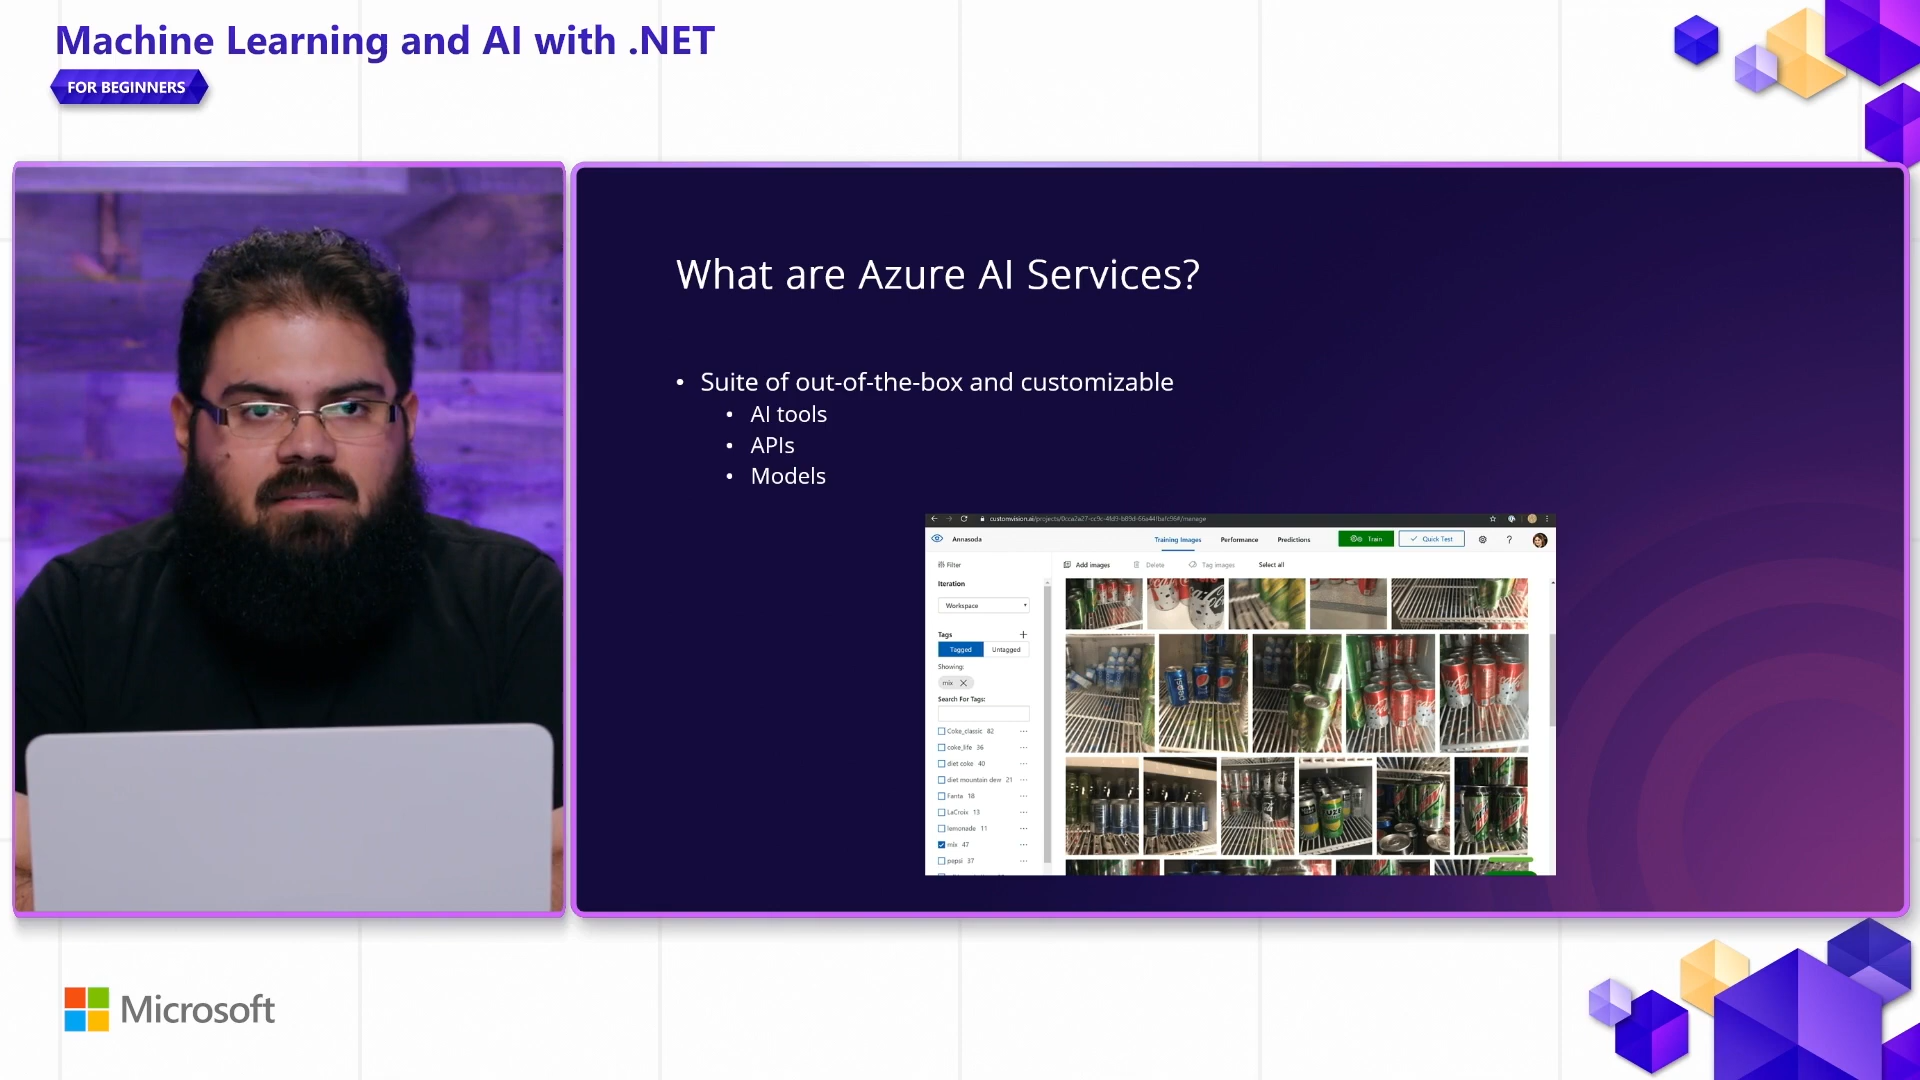 Machine Learning and AI with .NET
FOR BEGINNERS
What are Azure AI Services?
• Suite of out-of-the-box and customizable
• AI tools
• APIs
• Models
Annasoda
Training Images
Performance
Predictions
Train
Quick Test
?
Filter
Add images
Delete
Tag images
Select all
Iteration
Workspace
Tags
Tagged
Untagged
Showing:
mix
Search For Tags:
Coke_classic 82
coke_life 36
diet coke 40
diet mountain dew 21
Fanta 18
LaCroix 13
lemonade 11
mix 47
pepsi 37
Microsoft